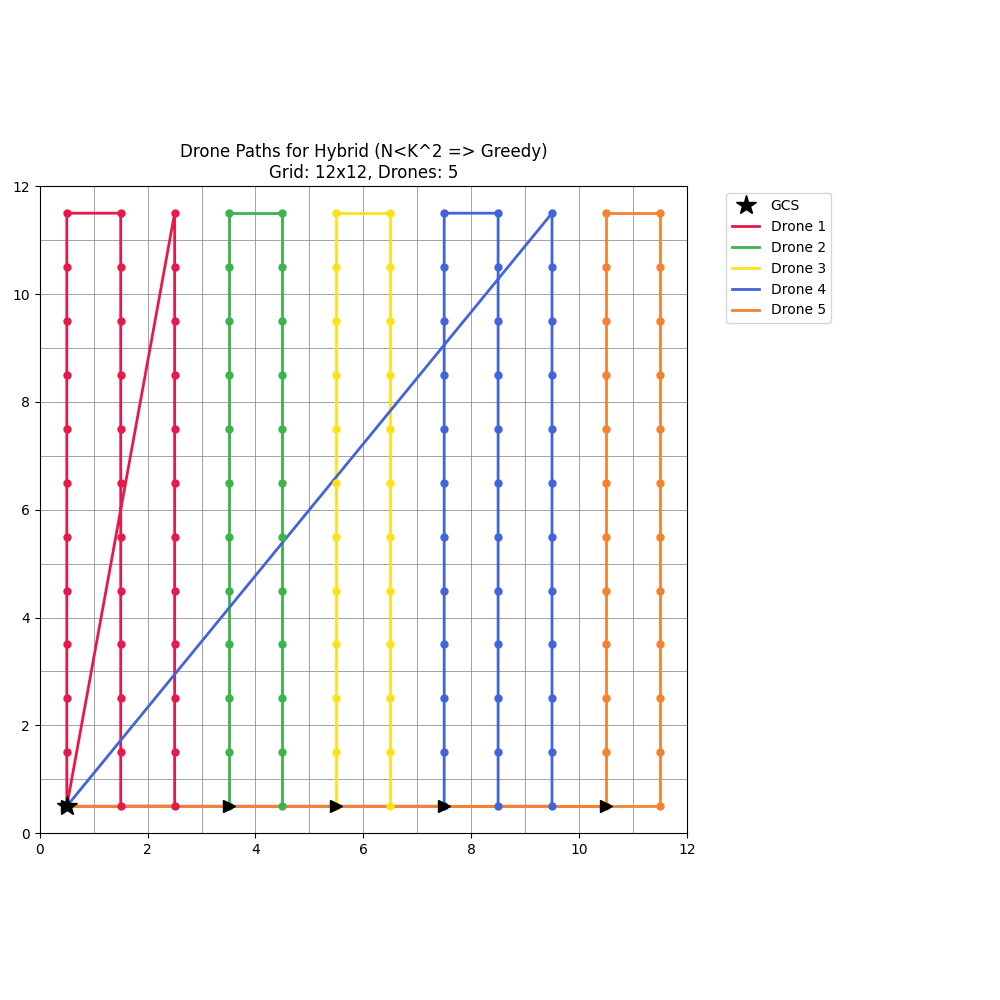 Drone Paths for Hybrid (N<K^2 => Greedy)
Grid: 12x12, Drones: 5
12
10
8
6
4
2
0
0 2 4 6 8 10 12
GCS
Drone 1
Drone 2
Drone 3
Drone 4
Drone 5